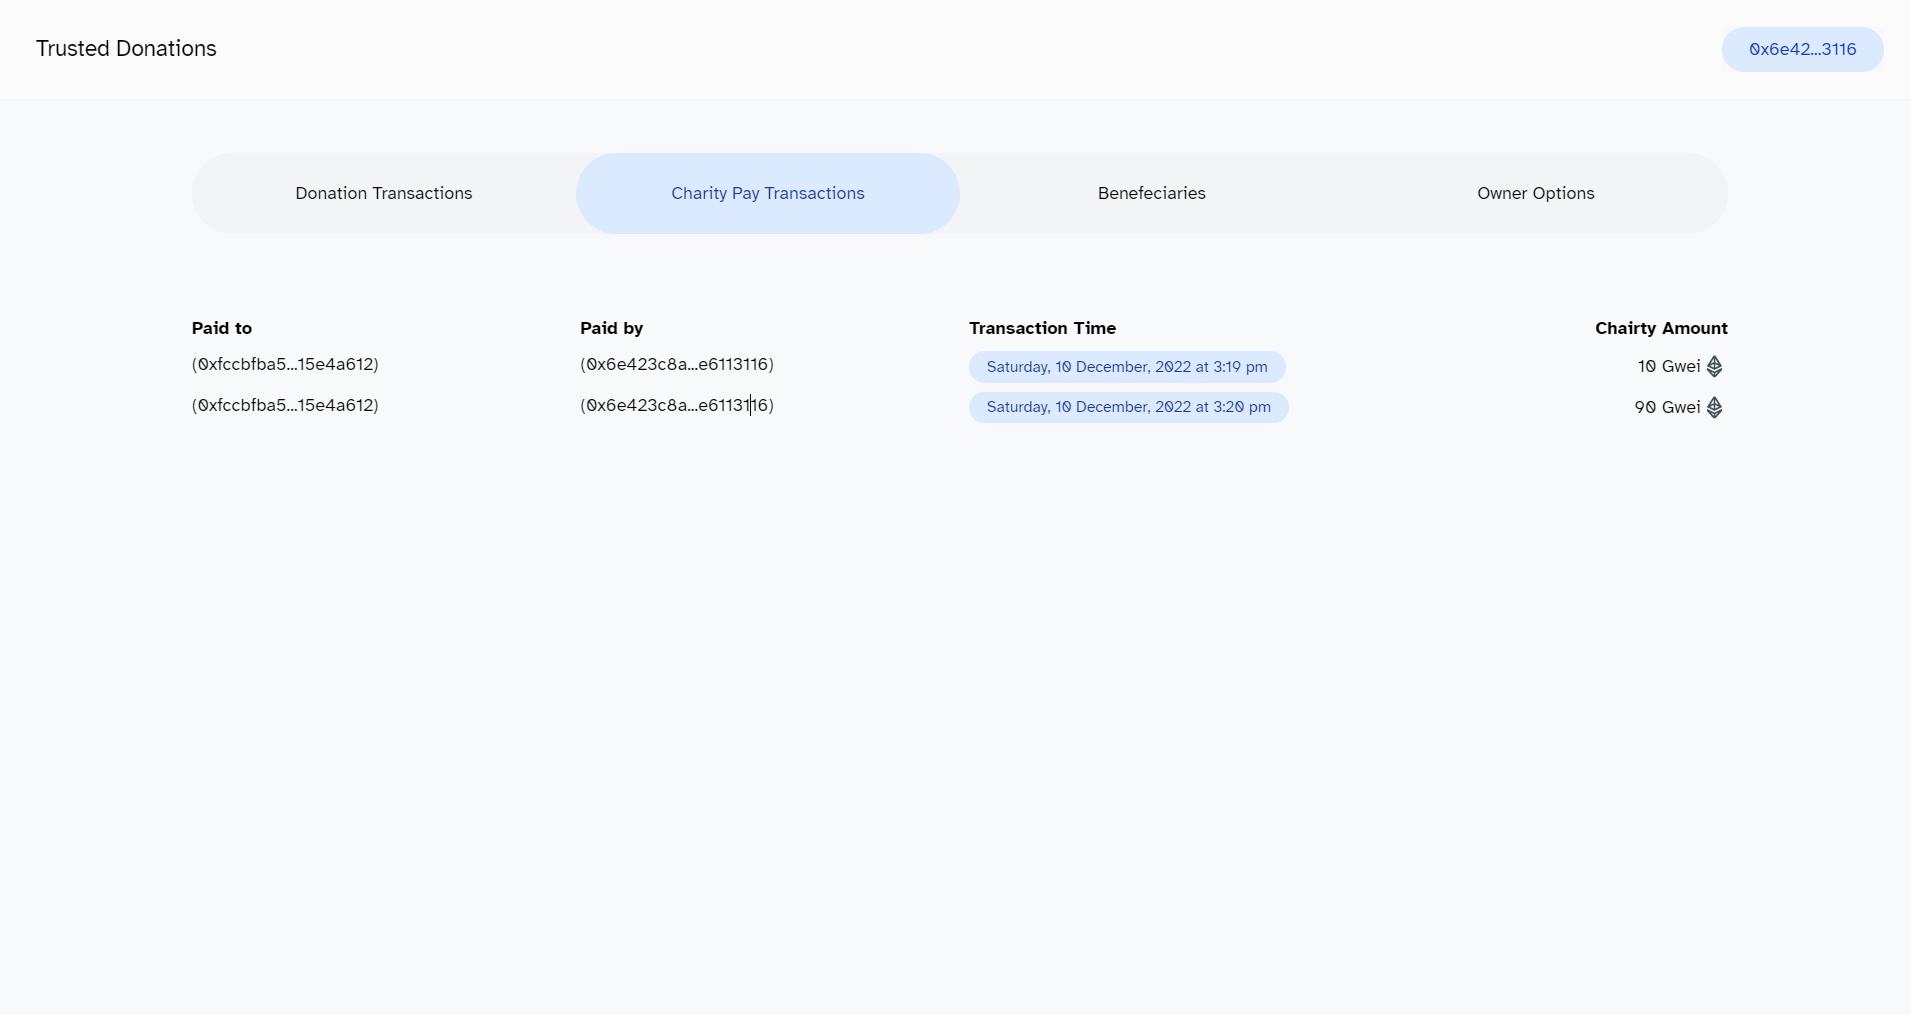 Trusted Donations
0x6e42...3116
Donation Transactions
Charity Pay Transactions
Benefeciaries
Owner Options
Paid to Paid by Transaction Time Chairty Amount
(0xfccbfba5...15e4a612) (0x6e423c8a...e6113116) Saturday, 10 December, 2022 at 3:19 pm 10 Gwei
(0xfccbfba5...15e4a612) (0x6e423c8a...e6113116) Saturday, 10 December, 2022 at 3:20 pm 90 Gwei